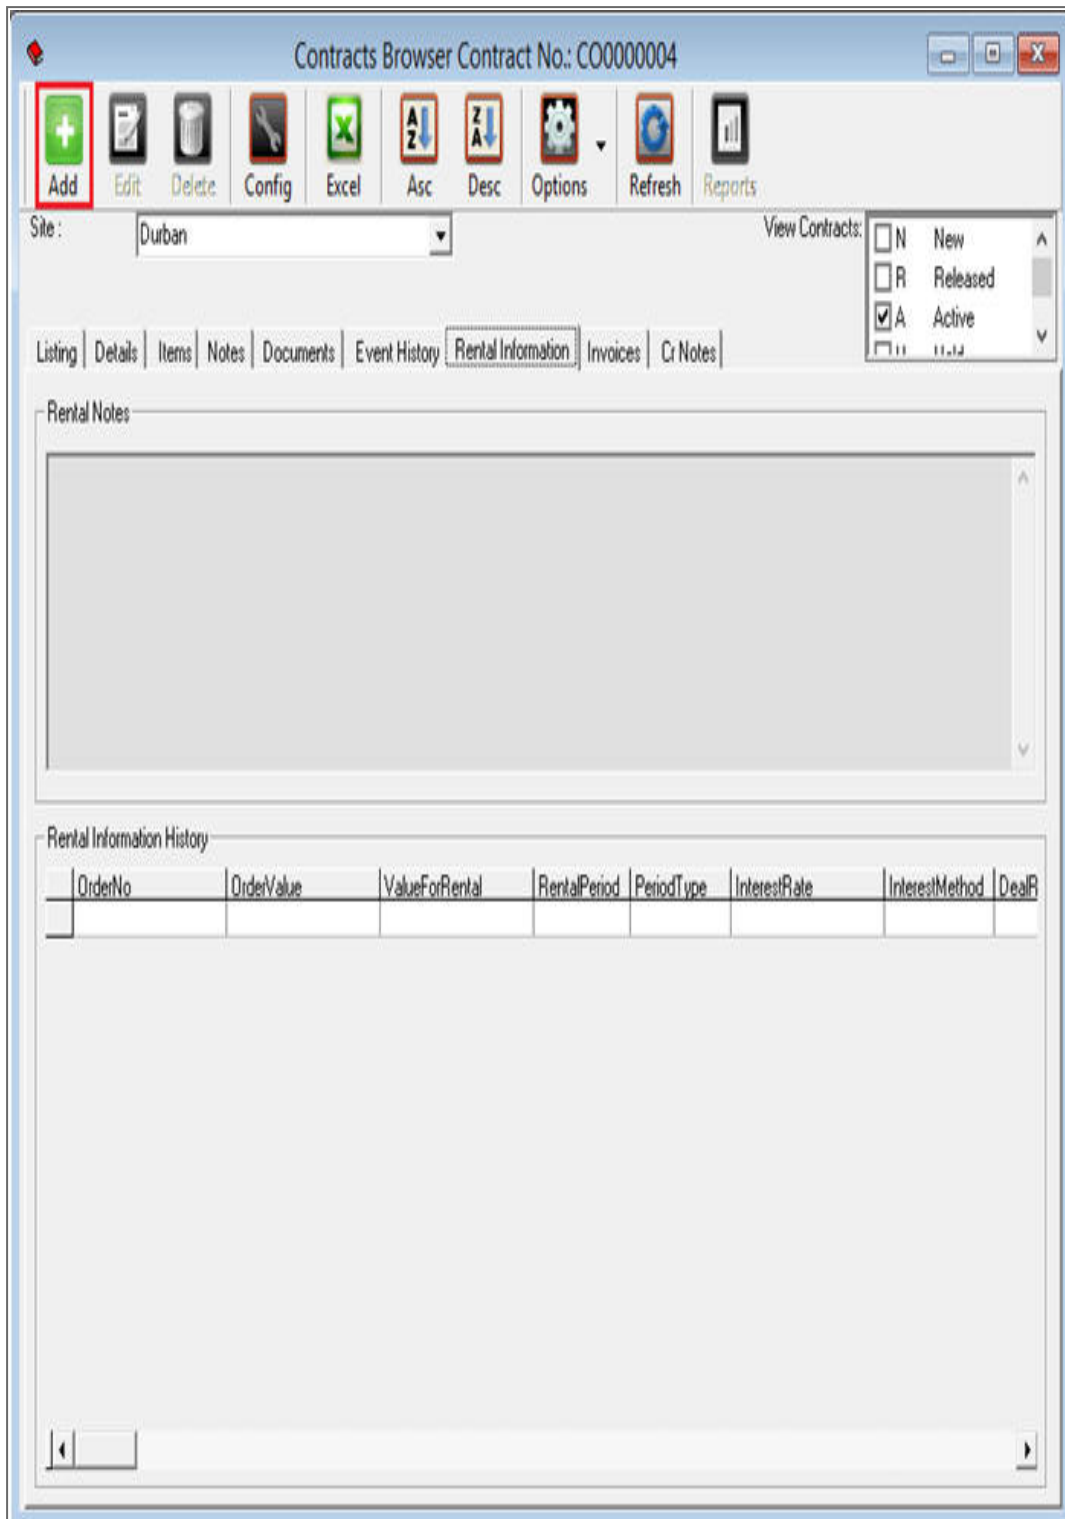 Contracts Browser Contract No.: CO0000004
Add Edit Delete Config Excel Asc Desc Options Refresh Reports
Site : Durban View Contracts:
N New
R Released
A Active
Listing Details Items Notes Documents Event History Rental Information Invoices Cr Notes
Rental Notes
Rental Information History
OrderNo OrderValue ValueForRental RentalPeriod PeriodType InterestRate InterestMethod DealR